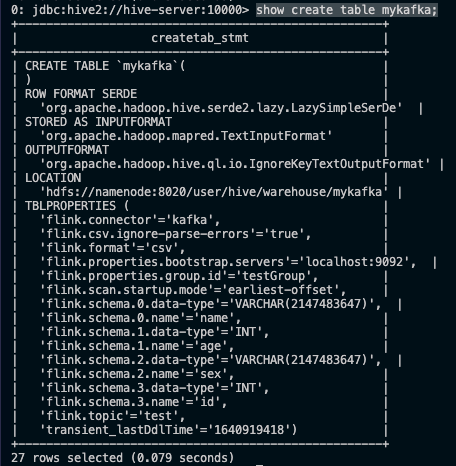 0: jdbc:hive2://hive-server:10000> show create table mykafka;
+----------------------------------------------------+
|                   createtab_stmt                   |
+----------------------------------------------------+
| CREATE TABLE `mykafka`(                            |
| )                                                  |
| ROW FORMAT SERDE                                   |
|   'org.apache.hadoop.hive.serde2.lazy.LazySimpleSerDe'  |
| STORED AS INPUTFORMAT                              |
|   'org.apache.hadoop.mapred.TextInputFormat'       |
| OUTPUTFORMAT                                       |
|   'org.apache.hadoop.hive.ql.io.IgnoreKeyTextOutputFormat' |
| LOCATION                                           |
|   'hdfs://namenode:8020/user/hive/warehouse/mykafka' |
| TBLPROPERTIES (                                    |
|   'flink.connector'='kafka',                       |
|   'flink.csv.ignore-parse-errors'='true',          |
|   'flink.format'='csv',                            |
|   'flink.properties.bootstrap.servers'='localhost:9092',  |
|   'flink.properties.group.id'='testGroup',         |
|   'flink.scan.startup.mode'='earliest-offset',     |
|   'flink.schema.0.data-type'='VARCHAR(2147483647)',  |
|   'flink.schema.0.name'='name',                    |
|   'flink.schema.1.data-type'='INT',                |
|   'flink.schema.1.name'='age',                     |
|   'flink.schema.2.data-type'='VARCHAR(2147483647)',  |
|   'flink.schema.2.name'='sex',                     |
|   'flink.schema.3.data-type'='INT',                |
|   'flink.schema.3.name'='id',                      |
|   'flink.topic'='test',                            |
|   'transient_lastDdlTime'='1640919418')            |
+----------------------------------------------------+
27 rows selected (0.079 seconds)